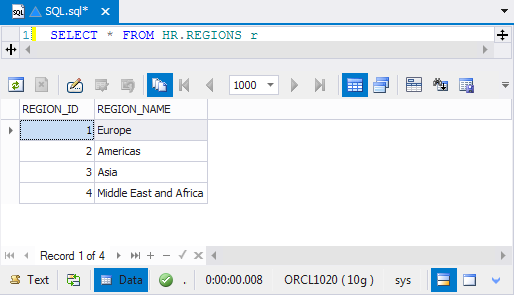 SQL SQL.sql*
1 SELECT * FROM HR.REGIONS r
1000
REGION_ID REGION_NAME
1 Europe
2 Americas
3 Asia
4 Middle East and Africa
Record 1 of 4
Text Data . 0:00:00.008 ORCL1020 (10g) sys